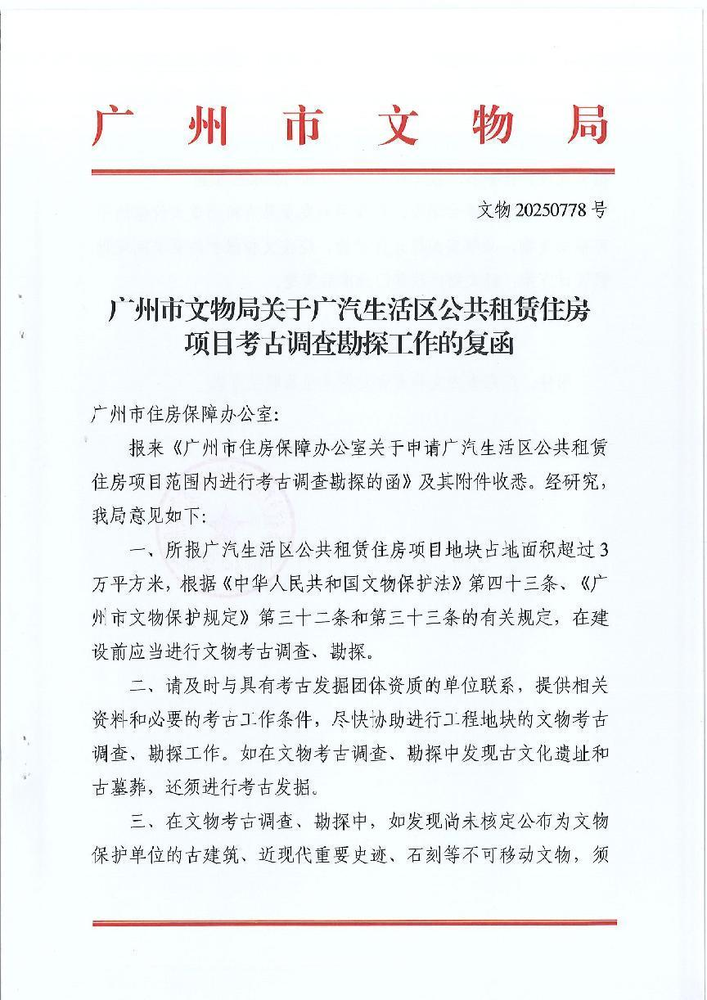 广州市文物局
文物 20250778 号
广州市文物局关于广汽生活区公共租赁住房
项目考古调查勘探工作的复函
广州市住房保障办公室：
报来《广州市住房保障办公室关于申请广汽生活区公共租赁
住房项目范围内进行考古调查勘探的函》及其附件收悉。经研究，
我局意见如下：
一、所报广汽生活区公共租赁住房项目地块占地面积超过 3
万平方米，根据《中华人民共和国文物保护法》第四十三条、《广
州市文物保护规定》第三十二条和第三十三条的有关规定，在建
设前应当进行文物考古调查、勘探。
二、请及时与具有考古发掘团体资质的单位联系，提供相关
资料和必要的考古工作条件，尽快协助进行工程地块的文物考古
调查、勘探工作。如在文物考古调查、勘探中发现古文化遗址和
古墓葬，还须进行考古发掘。
三、在文物考古调查、勘探中，如发现尚未核定公布为文物
保护单位的古建筑、近现代重要史迹、石刻等不可移动文物，须